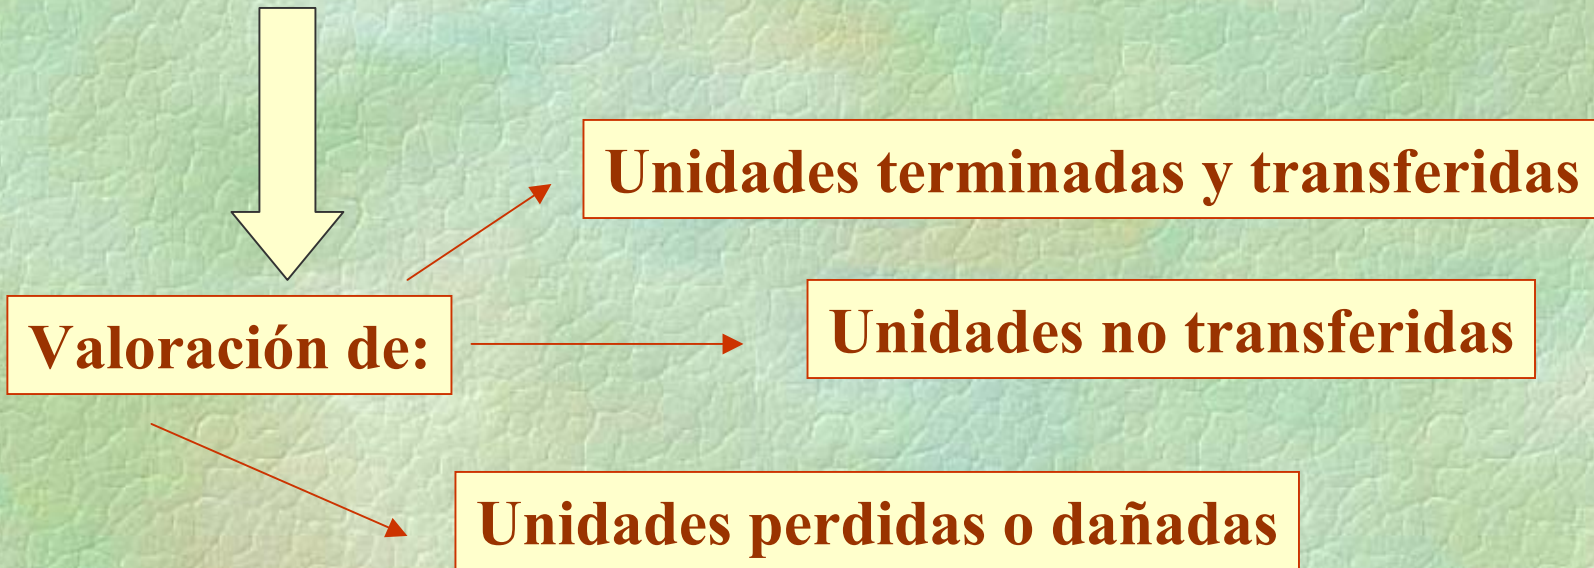 Unidades terminadas y transferidas
Valoración de:
Unidades no transferidas
Unidades perdidas o dañadas